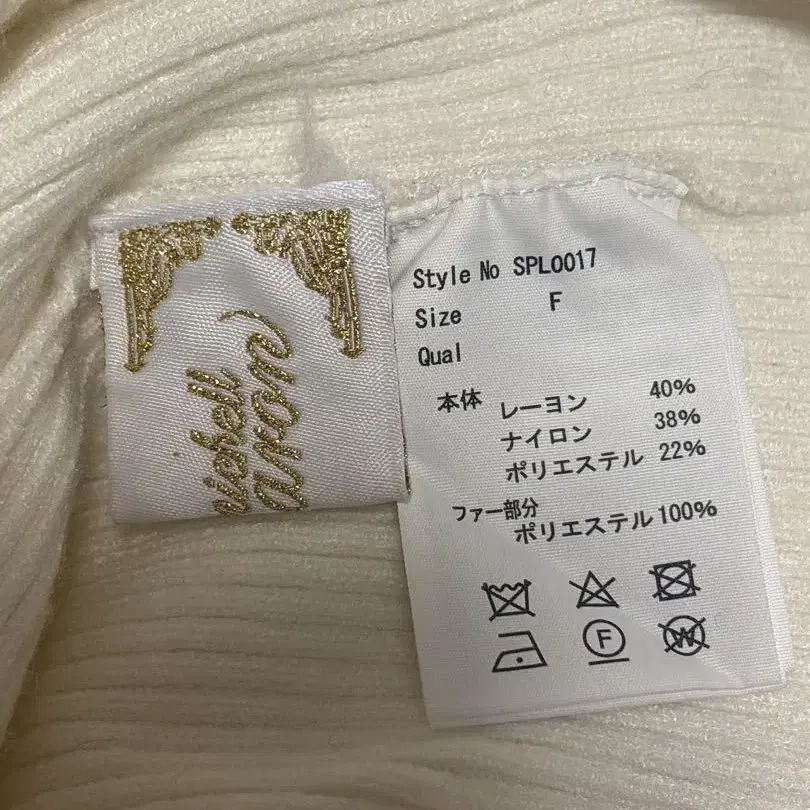 Style No SPL0017
Size F
Qual
本体 レーヨン 40%
ナイロン 38%
ポリエステル 22%
ファー部分
ポリエステル 100%
F
W